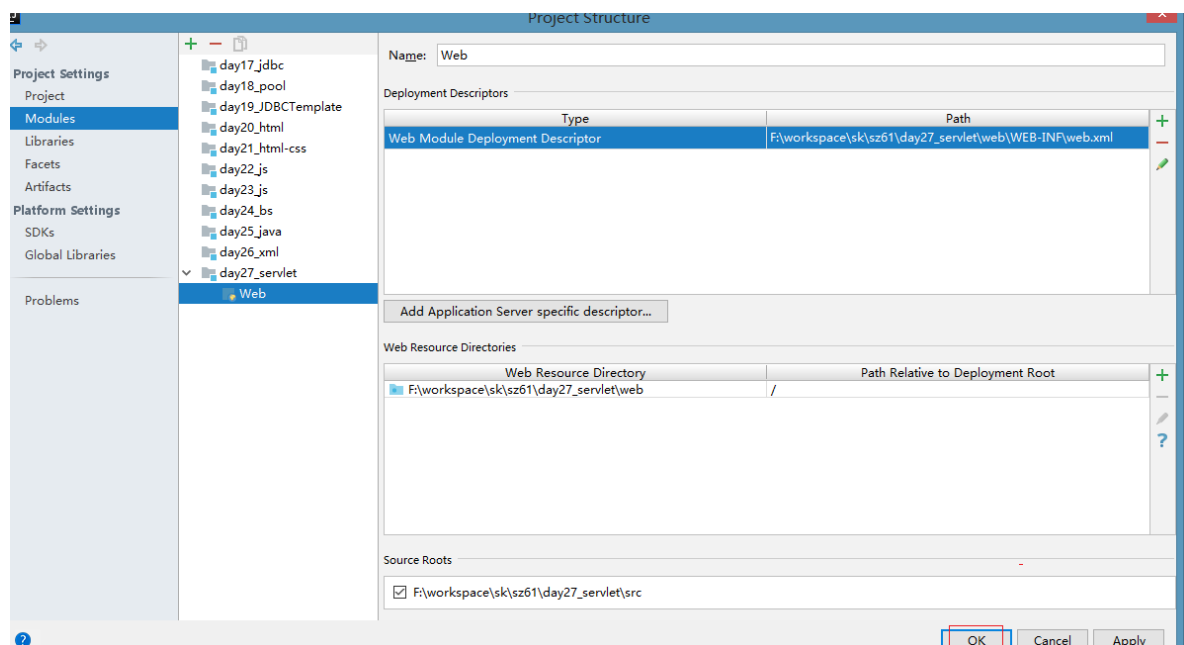 Project Structure
Project Settings
Project
Modules
Libraries
Facets
Artifacts
Platform Settings
SDKs
Global Libraries
Problems
day17_jdbc
day18_pool
day19_JDBCTemplate
day20_html
day21_html-css
day22_js
day23_js
day24_bs
day25_java
day26_xml
day27_servlet
Web
Name: Web
Deployment Descriptors
Type Path
Web Module Deployment Descriptor F:\workspace\sk\sz61\day27_servlet\web\WEB-INF\web.xml
Add Application Server specific descriptor...
Web Resource Directories
Web Resource Directory Path Relative to Deployment Root
F:\workspace\sk\sz61\day27_servlet\web /
Source Roots
F:\workspace\sk\sz61\day27_servlet\src
OK Cancel Apply